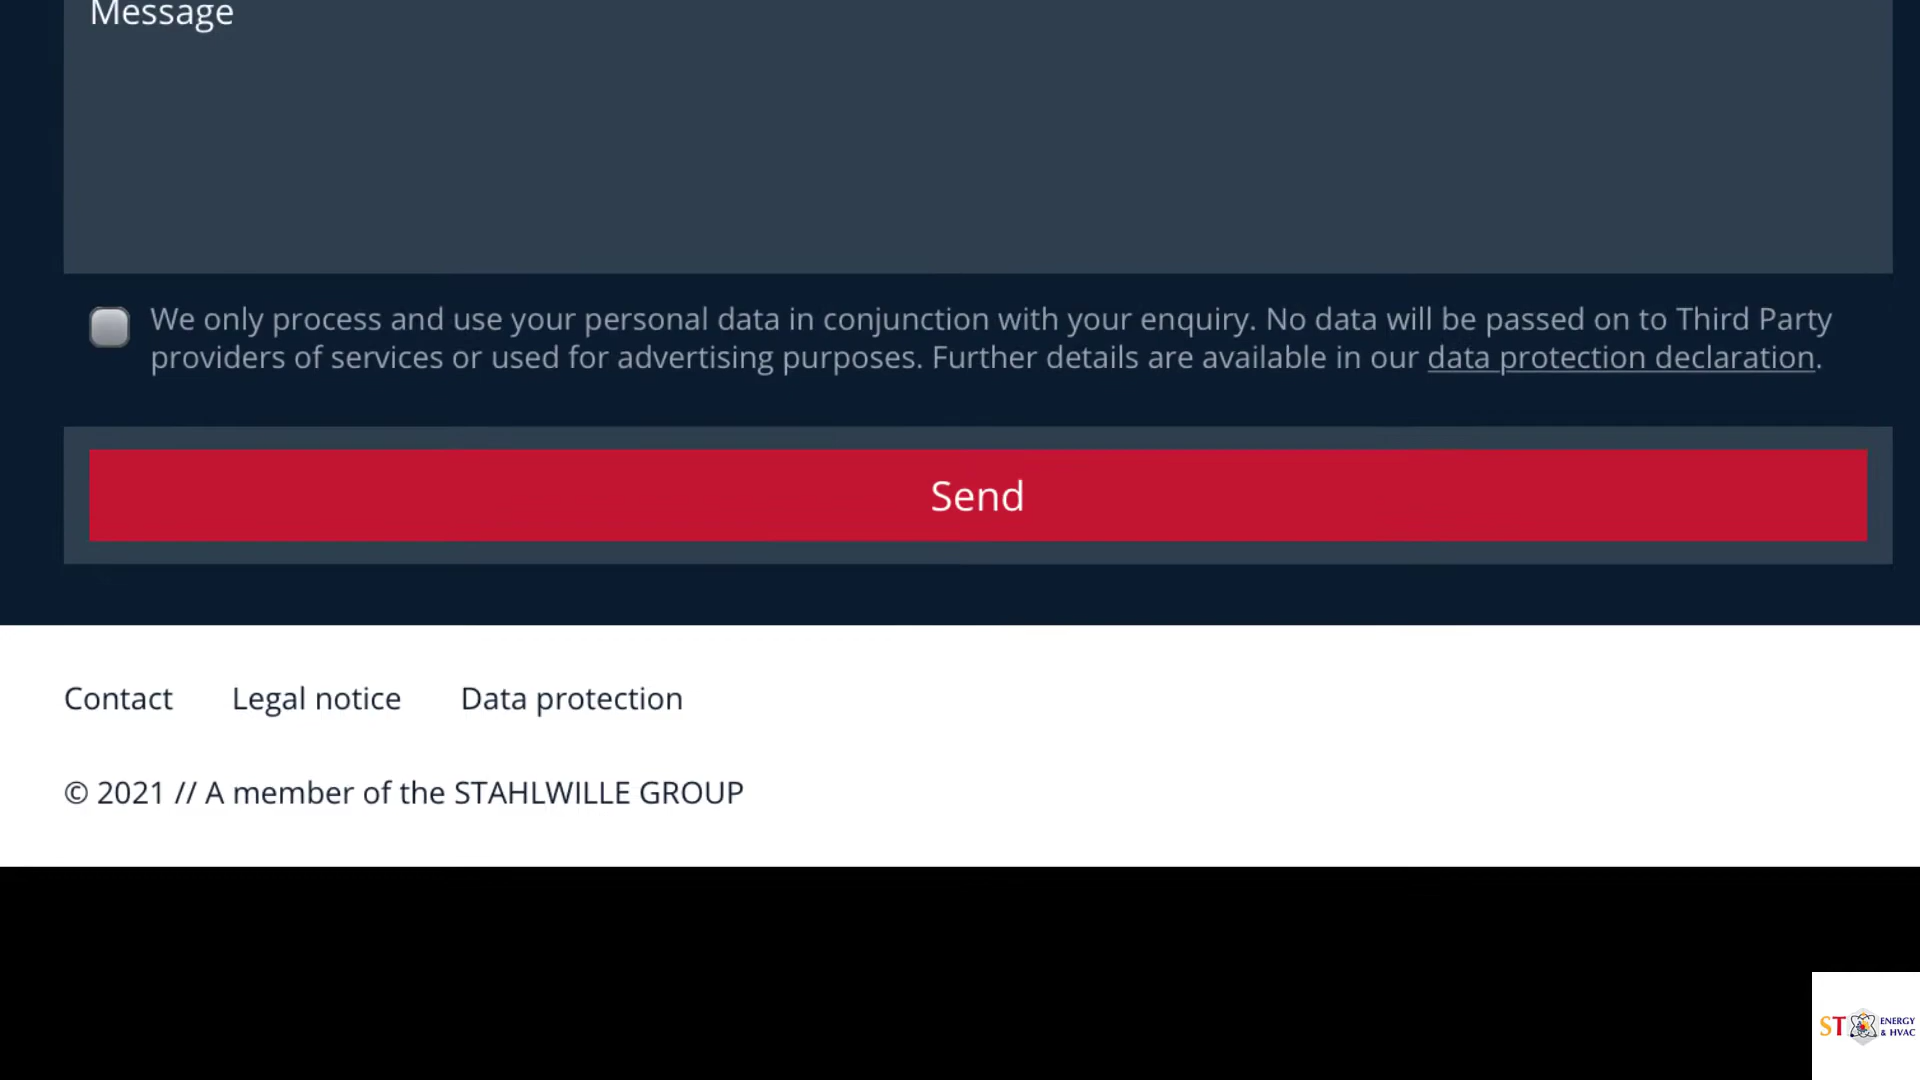 Message
We only process and use your personal data in conjunction with your enquiry. No data will be passed on to Third Party
providers of services or used for advertising purposes. Further details are available in our data protection declaration.
Send
Contact Legal notice Data protection
© 2021 // A member of the STAHLWILLE GROUP
ST ENERGY
& HVAC